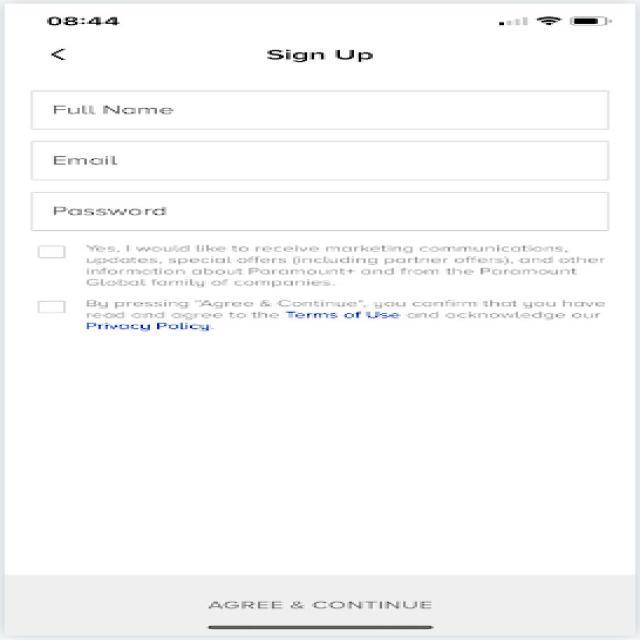 08:44
Sign Up
Full Name
Email
Password
Yes, I would like to receive marketing communications,
updates, special offers (including partner offers), and other
information about Paramount+ and from the Paramount
Global family of companies.
By pressing "Agree & Continue", you confirm that you have
read and agree to the Terms of Use and acknowledge our
Privacy Policy.
AGREE & CONTINUE